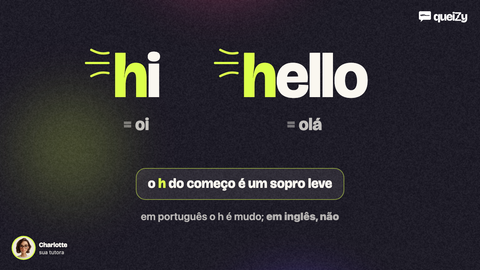 queiZy
hi hello
= oi = olá
o h do começo é um sopro leve
em português o h é mudo; em inglês, não
Charlotte
sua tutora